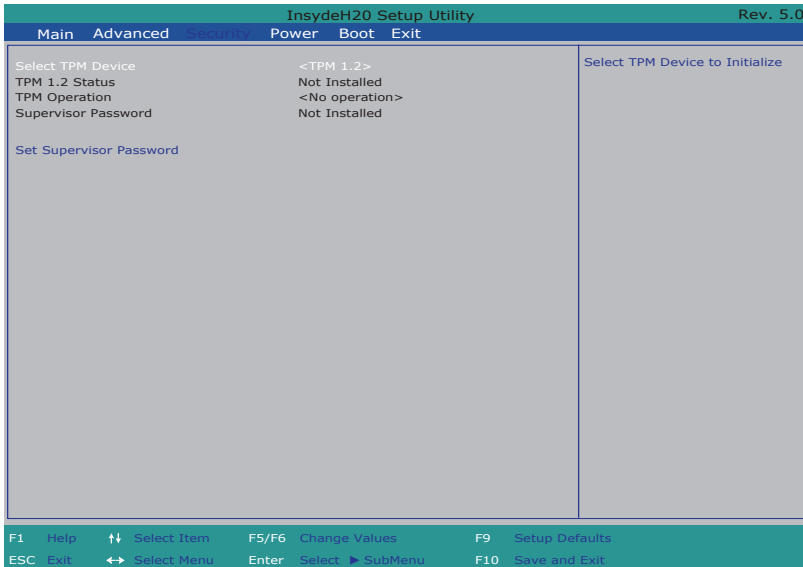 InsydeH20 Setup Utility Rev. 5.0
Main Advanced Security Power Boot Exit
Select TPM Device <TPM 1.2>
TPM 1.2 Status Not Installed
TPM Operation <No operation>
Supervisor Password Not Installed
Set Supervisor Password
Select TPM Device to Initialize
F1 Help ↑↓ Select Item F5/F6 Change Values F9 Setup Defaults
ESC Exit ↔ Select Menu Enter Select ► SubMenu F10 Save and Exit